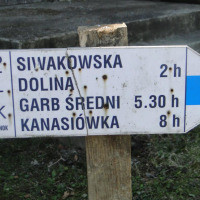 SIWAKOWSKA 2 h
DOLINA
GARB ŚREDNI 5.30 h
KANASIÓWKA 8 h